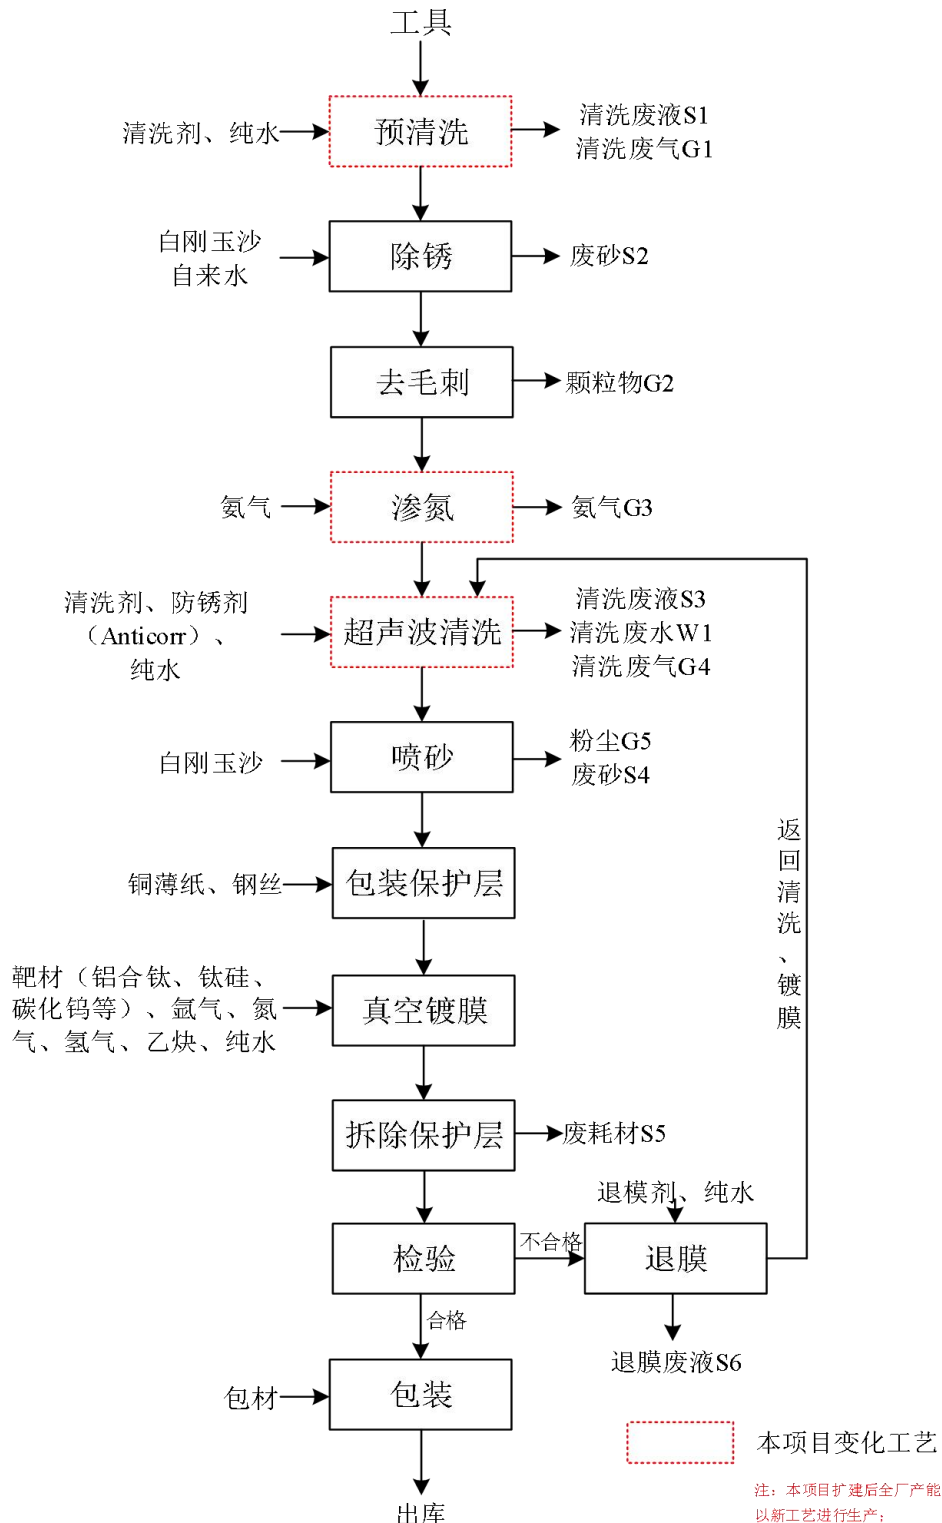 工具
清洗剂、纯水
预清洗
清洗废液S1
清洗废气G1
白刚玉沙
自来水
除锈
废砂S2
去毛刺
颗粒物G2
氨气
渗氮
氨气G3
清洗剂、防锈剂
（Anticorr）、
纯水
超声波清洗
清洗废液S3
清洗废水W1
清洗废气G4
白刚玉沙
喷砂
粉尘G5
废砂S4
返回清洗、镀膜
铜薄纸、钢丝
包装保护层
靶材（铝合钛、钛硅、
碳化钨等）、氩气、氮
气、氢气、乙炔、纯水
真空镀膜
拆除保护层
废耗材S5
退模剂、纯水
检验
不合格
退膜
合格
退膜废液S6
包材
包装
本项目变化工艺
注：本项目扩建后全厂产能
以新工艺进行生产；
出库